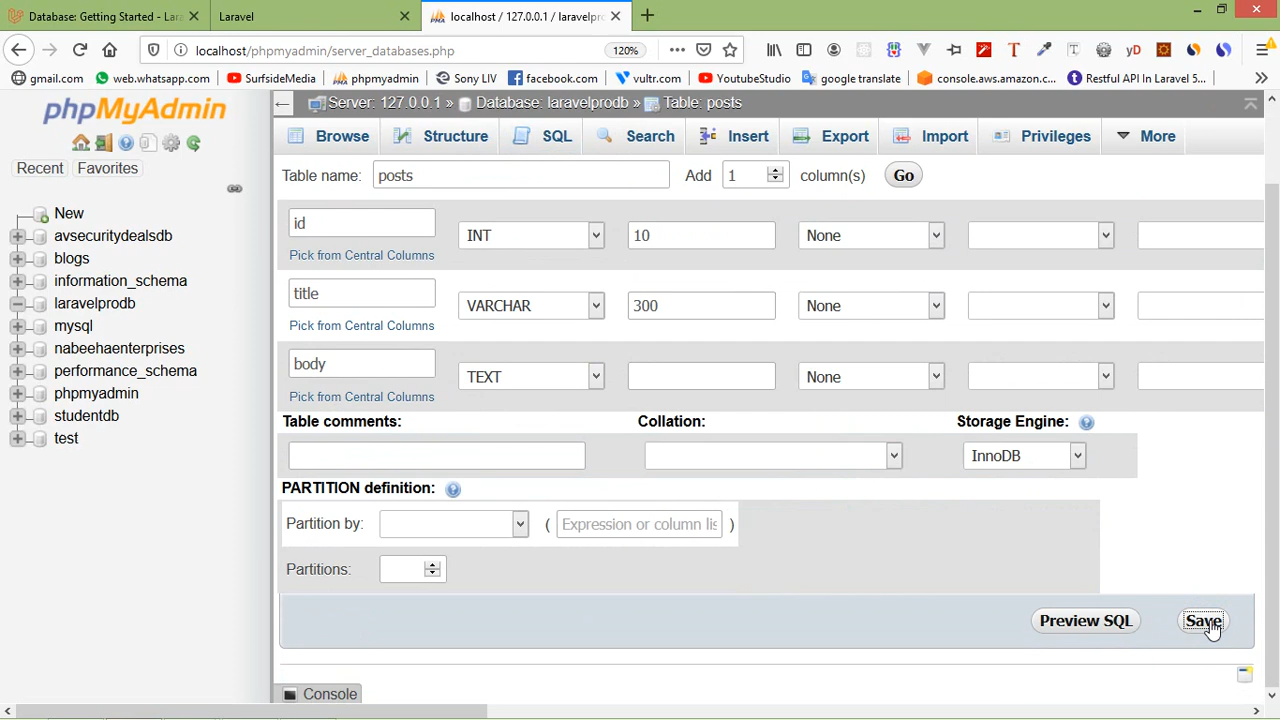 Database: Getting Started - Lara
Laravel
localhost / 127.0.0.1 / laravelpro
localhost/phpmyadmin/server_databases.php
120%
gmail.com
web.whatsapp.com
SurfsideMedia
phpmyadmin
Sony LIV
facebook.com
vultr.com
YouTubeStudio
google translate
console.aws.amazon.c...
Restful API In Laravel 5...
phpMyAdmin
Recent
Favorites
New
avsecuritydealsdb
blogs
information_schema
laravelprodb
mysql
nabeehaenterprises
performance_schema
phpmyadmin
studentdb
test
Server: 127.0.0.1 » Database: laravelprodb » Table: posts
Browse
Structure
SQL
Search
Insert
Export
Import
Privileges
More
Table name: posts Add 1 column(s) Go
id INT 10 None
Pick from Central Columns
title VARCHAR 300 None
Pick from Central Columns
body TEXT None
Pick from Central Columns
Table comments: Collation: Storage Engine:
InnoDB
PARTITION definition:
Partition by: ( Expression or column lis )
Partitions:
Preview SQL Save
Console